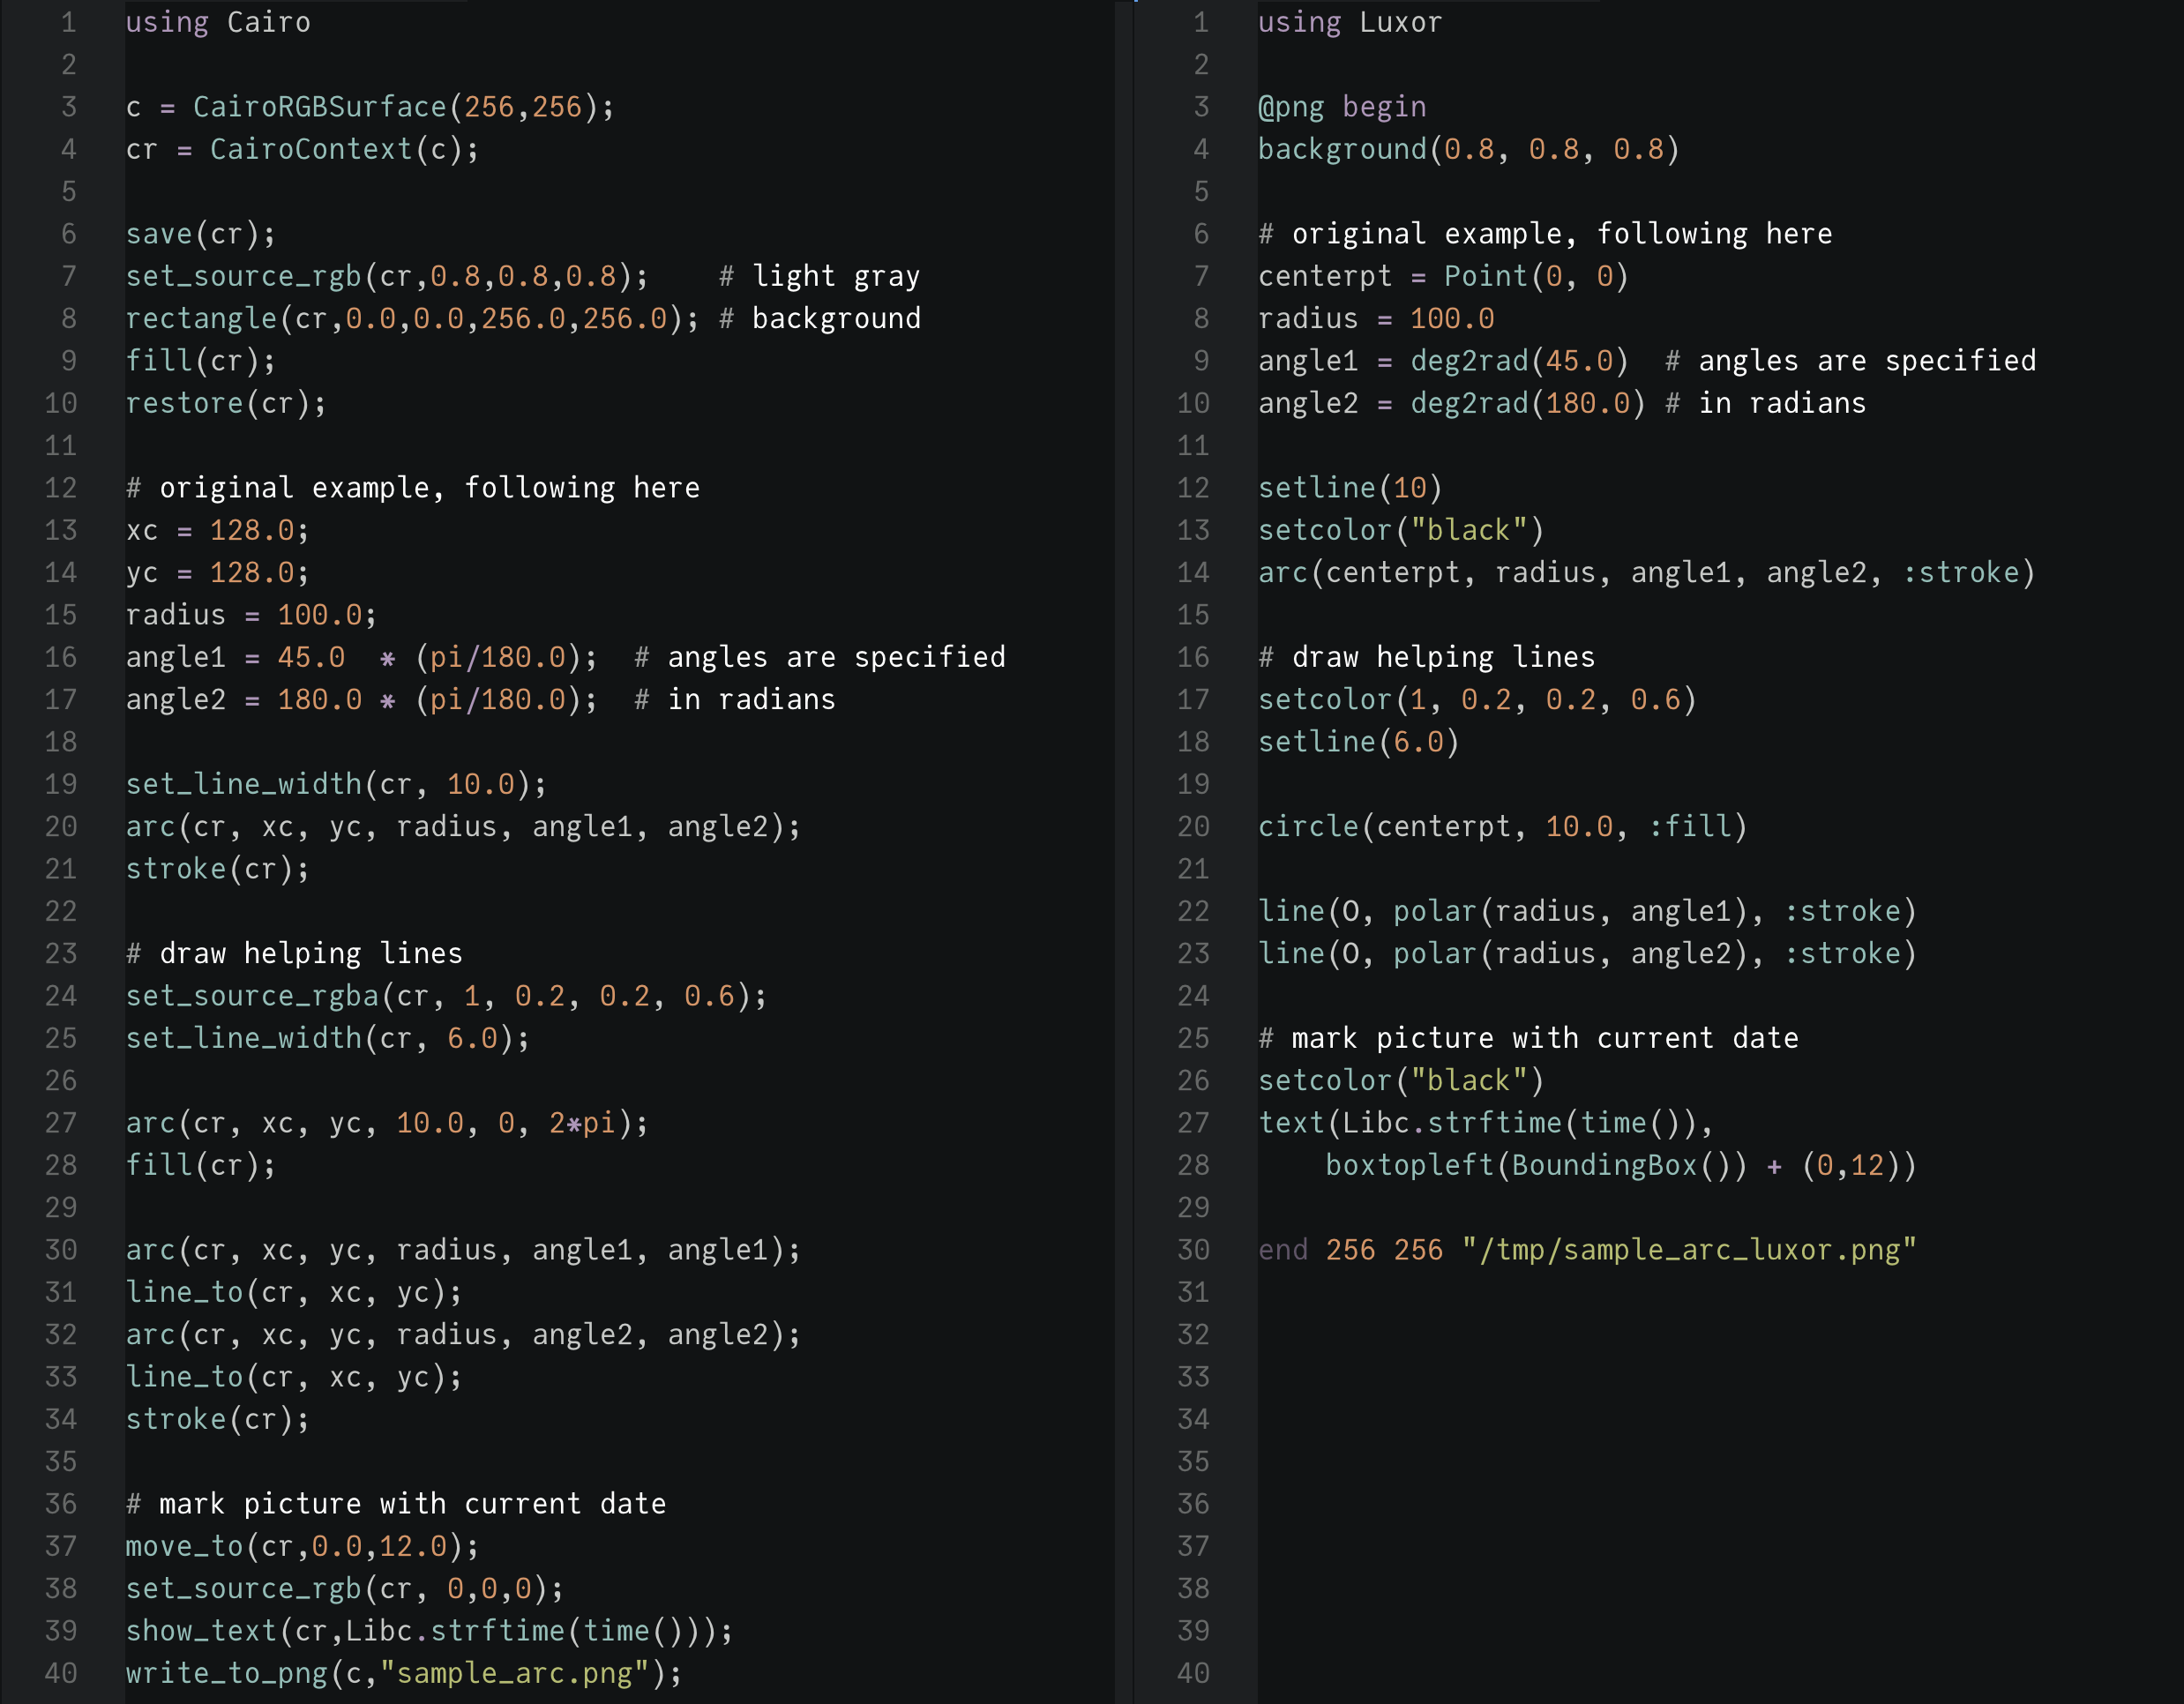 1 using Cairo
2
3 c = CairoRGBSurface(256,256);
4 cr = CairoContext(c);
5
6 save(cr);
7 set_source_rgb(cr,0.8,0.8,0.8);    # light gray
8 rectangle(cr,0.0,0.0,256.0,256.0); # background
9 fill(cr);
10 restore(cr);
11
12 # original example, following here
13 xc = 128.0;
14 yc = 128.0;
15 radius = 100.0;
16 angle1 = 45.0  * (pi/180.0);  # angles are specified
17 angle2 = 180.0 * (pi/180.0);  # in radians
18
19 set_line_width(cr, 10.0);
20 arc(cr, xc, yc, radius, angle1, angle2);
21 stroke(cr);
22
23 # draw helping lines
24 set_source_rgba(cr, 1, 0.2, 0.2, 0.6);
25 set_line_width(cr, 6.0);
26
27 arc(cr, xc, yc, 10.0, 0, 2*pi);
28 fill(cr);
29
30 arc(cr, xc, yc, radius, angle1, angle1);
31 line_to(cr, xc, yc);
32 arc(cr, xc, yc, radius, angle2, angle2);
33 line_to(cr, xc, yc);
34 stroke(cr);
35
36 # mark picture with current date
37 move_to(cr,0.0,12.0);
38 set_source_rgb(cr, 0,0,0);
39 show_text(cr,Libc.strftime(time()));
40 write_to_png(c,"sample_arc.png");
1 using Luxor
2
3 @png begin
4 background(0.8, 0.8, 0.8)
5
6 # original example, following here
7 centerpt = Point(0, 0)
8 radius = 100.0
9 angle1 = deg2rad(45.0)  # angles are specified
10 angle2 = deg2rad(180.0) # in radians
11
12 setline(10)
13 setcolor("black")
14 arc(centerpt, radius, angle1, angle2, :stroke)
15
16 # draw helping lines
17 setcolor(1, 0.2, 0.2, 0.6)
18 setline(6.0)
19
20 circle(centerpt, 10.0, :fill)
21
22 line(O, polar(radius, angle1), :stroke)
23 line(O, polar(radius, angle2), :stroke)
24
25 # mark picture with current date
26 setcolor("black")
27 text(Libc.strftime(time()),
28     boxtopleft(BoundingBox()) + (0,12))
29
30 end 256 256 "/tmp/sample_arc_luxor.png"
31
32
33
34
35
36
37
38
39
40